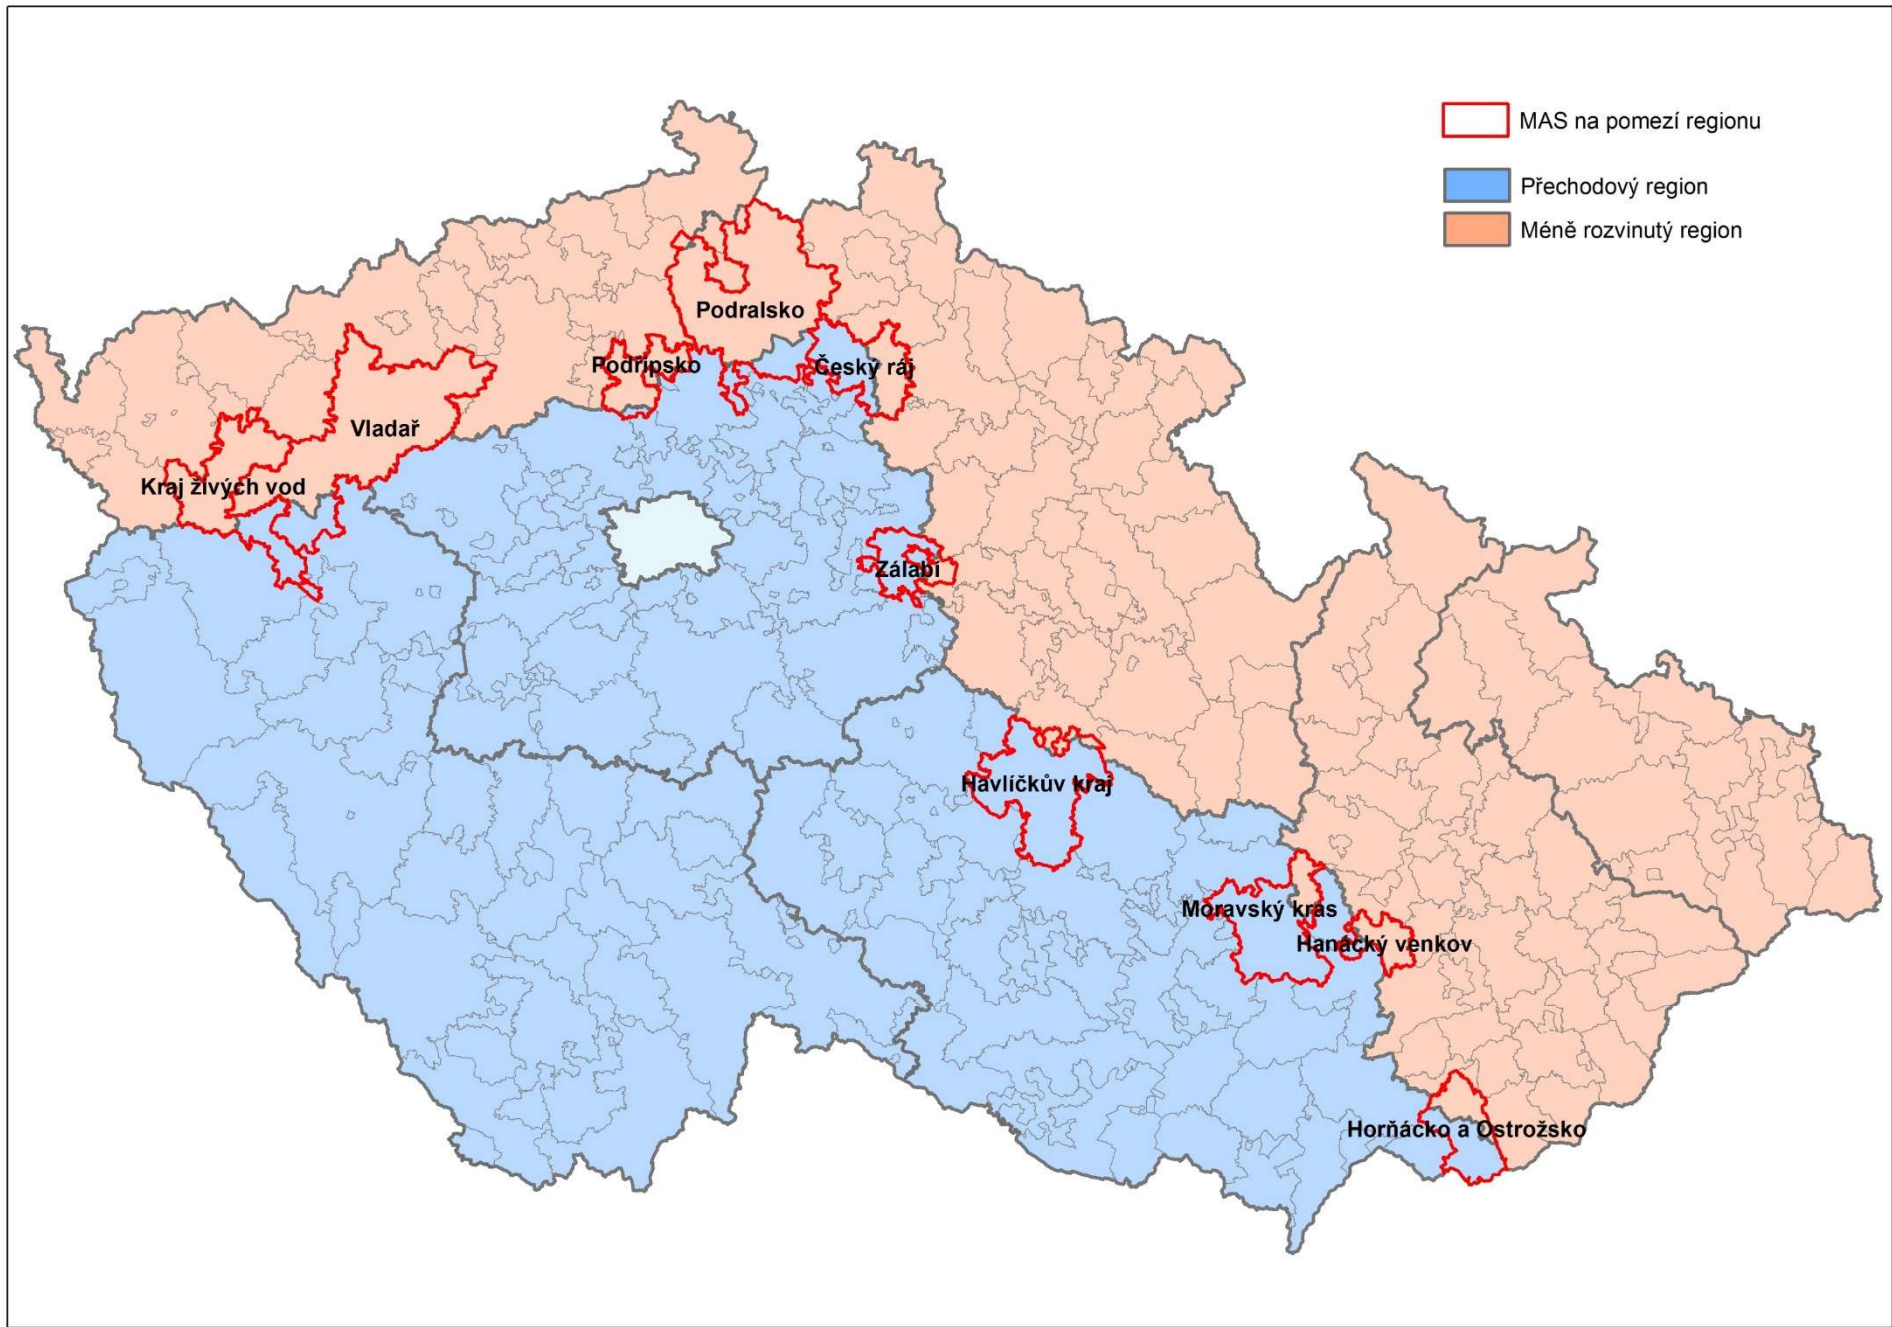 MAS na pomezí regionu
Přechodový region
Méně rozvinutý region
Podralsko
Podřipsko
Český ráj
Vladař
Kraj živých vod
Zálabí
Havlíčkův kraj
Moravský kras
Hanácký venkov
Horňácko a Ostrožsko